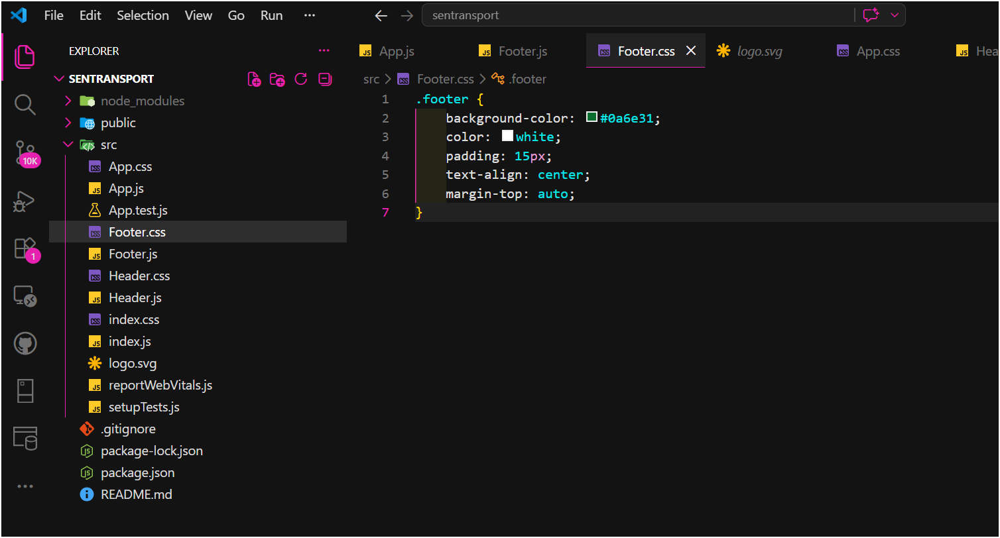 File Edit Selection View Go Run ··· sentransport
EXPLORER ···
SENTRANSPORT
node_modules
public
src
App.css
App.js
App.test.js
Footer.css
Footer.js
Header.css
Header.js
index.css
index.js
logo.svg
reportWebVitals.js
setupTests.js
.gitignore
package-lock.json
package.json
README.md
10K
1
App.js Footer.js Footer.css logo.svg App.css Hea
src > Footer.css > .footer
1 .footer {
2 background-color: #0a6e31;
3 color: white;
4 padding: 15px;
5 text-align: center;
6 margin-top: auto;
7 }